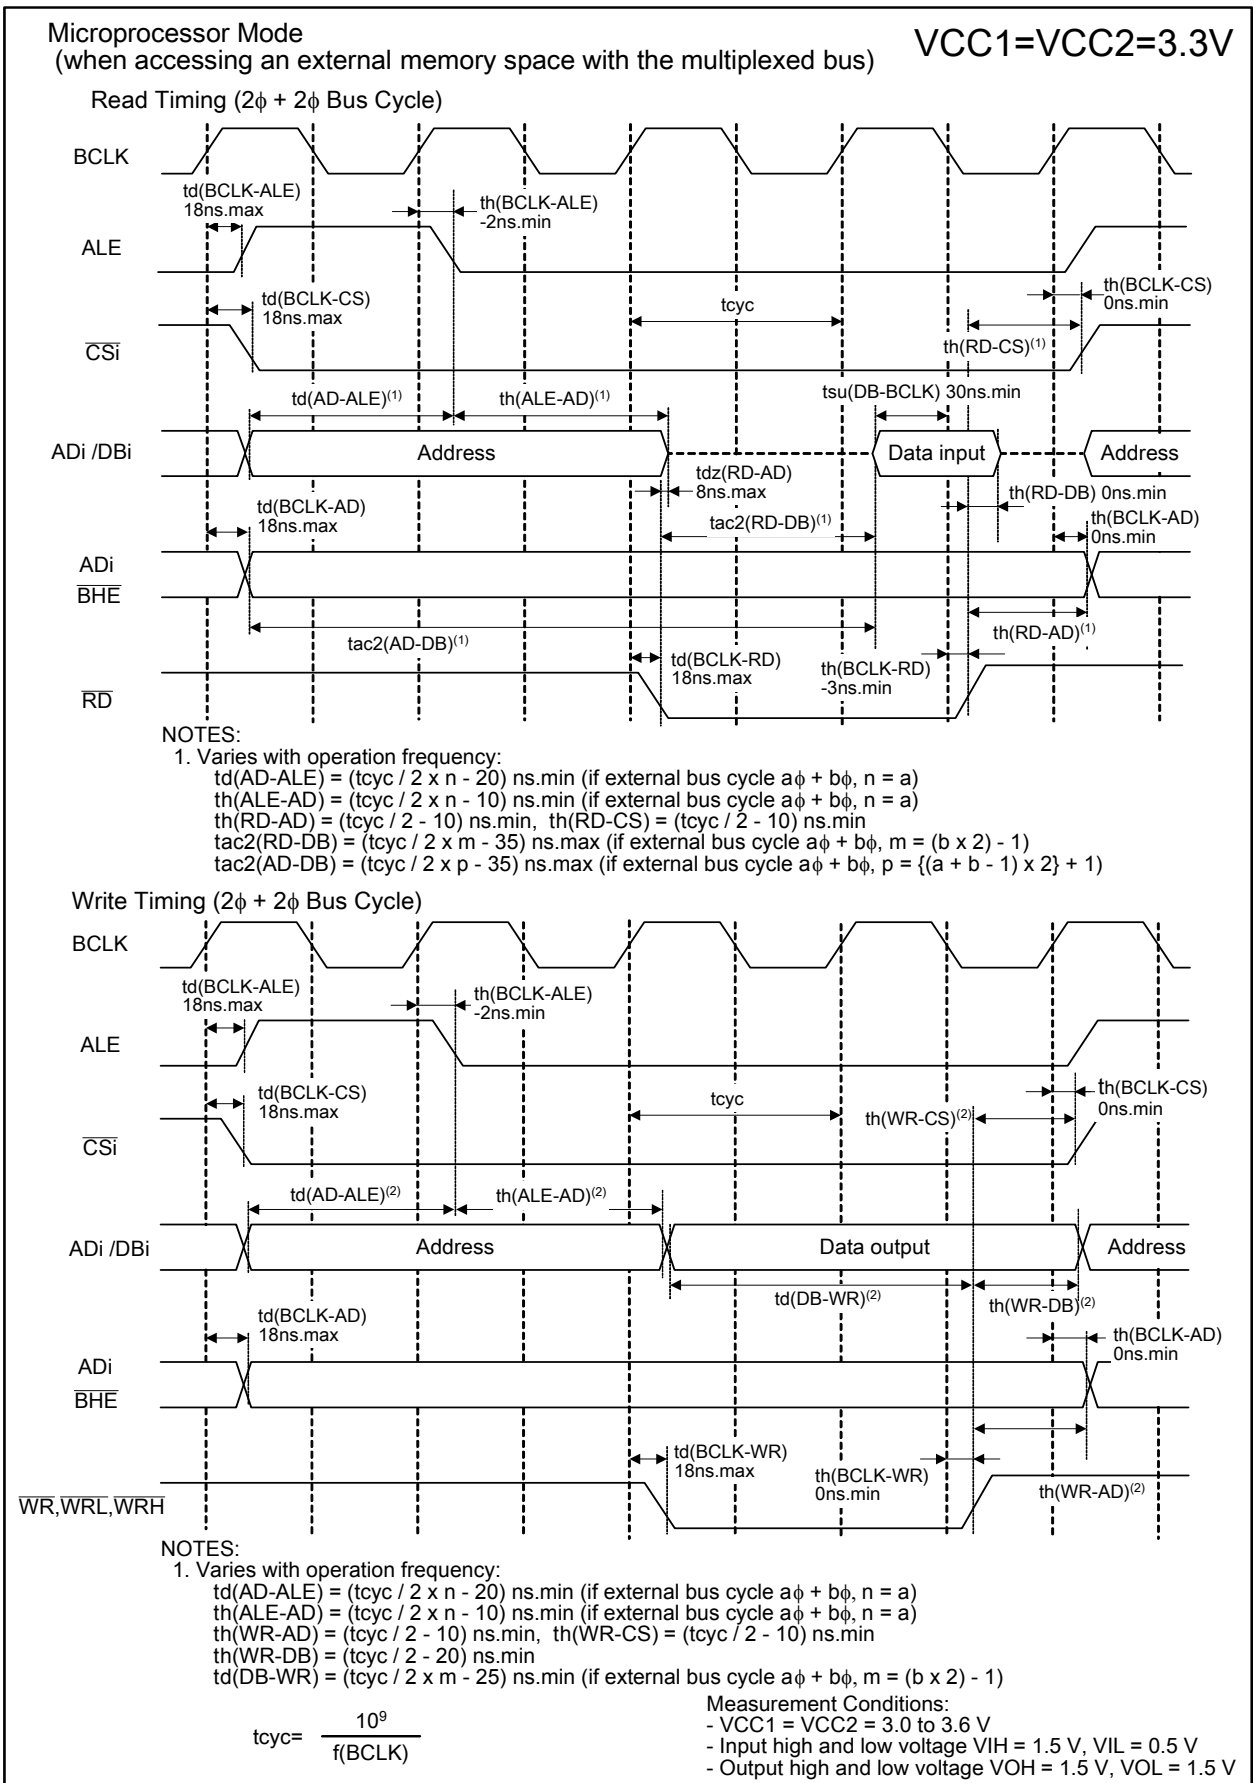 Microprocessor Mode
(when accessing an external memory space with the multiplexed bus)
VCC1=VCC2=3.3V
Read Timing (2ϕ + 2ϕ Bus Cycle)
BCLK
td(BCLK-ALE)
18ns.max
th(BCLK-ALE)
-2ns.min
ALE
td(BCLK-CS)
18ns.max
tcyc
th(BCLK-CS)
0ns.min
CSi
th(RD-CS)(1)
td(AD-ALE)(1)
th(ALE-AD)(1)
tsu(DB-BCLK) 30ns.min
ADi /DBi
Address
Data input
Address
tdz(RD-AD)
8ns.max
th(RD-DB) 0ns.min
td(BCLK-AD)
18ns.max
tac2(RD-DB)(1)
th(BCLK-AD)
0ns.min
ADi
BHE
tac2(AD-DB)(1)
th(RD-AD)(1)
td(BCLK-RD)
18ns.max
th(BCLK-RD)
-3ns.min
RD
NOTES:
1. Varies with operation frequency:
td(AD-ALE) = (tcyc / 2 x n - 20) ns.min (if external bus cycle aϕ + bϕ, n = a)
th(ALE-AD) = (tcyc / 2 x n - 10) ns.min (if external bus cycle aϕ + bϕ, n = a)
th(RD-AD) = (tcyc / 2 - 10) ns.min, th(RD-CS) = (tcyc / 2 - 10) ns.min
tac2(RD-DB) = (tcyc / 2 x m - 35) ns.max (if external bus cycle aϕ + bϕ, m = (b x 2) - 1)
tac2(AD-DB) = (tcyc / 2 x p - 35) ns.max (if external bus cycle aϕ + bϕ, p = {(a + b - 1) x 2} + 1)
Write Timing (2ϕ + 2ϕ Bus Cycle)
BCLK
td(BCLK-ALE)
18ns.max
th(BCLK-ALE)
-2ns.min
ALE
td(BCLK-CS)
18ns.max
tcyc
th(BCLK-CS)
0ns.min
th(WR-CS)(2)
CSi
td(AD-ALE)(2)
th(ALE-AD)(2)
ADi /DBi
Address
Data output
Address
td(DB-WR)(2)
th(WR-DB)(2)
td(BCLK-AD)
18ns.max
th(BCLK-AD)
0ns.min
ADi
BHE
td(BCLK-WR)
18ns.max
th(BCLK-WR)
0ns.min
th(WR-AD)(2)
WR,WRL,WRH
NOTES:
1. Varies with operation frequency:
td(AD-ALE) = (tcyc / 2 x n - 20) ns.min (if external bus cycle aϕ + bϕ, n = a)
th(ALE-AD) = (tcyc / 2 x n - 10) ns.min (if external bus cycle aϕ + bϕ, n = a)
th(WR-AD) = (tcyc / 2 - 10) ns.min, th(WR-CS) = (tcyc / 2 - 10) ns.min
th(WR-DB) = (tcyc / 2 - 20) ns.min
td(DB-WR) = (tcyc / 2 x m - 25) ns.min (if external bus cycle aϕ + bϕ, m = (b x 2) - 1)
tcyc= 10⁹ / f(BCLK)
Measurement Conditions:
- VCC1 = VCC2 = 3.0 to 3.6 V
- Input high and low voltage VIH = 1.5 V, VIL = 0.5 V
- Output high and low voltage VOH = 1.5 V, VOL = 1.5 V